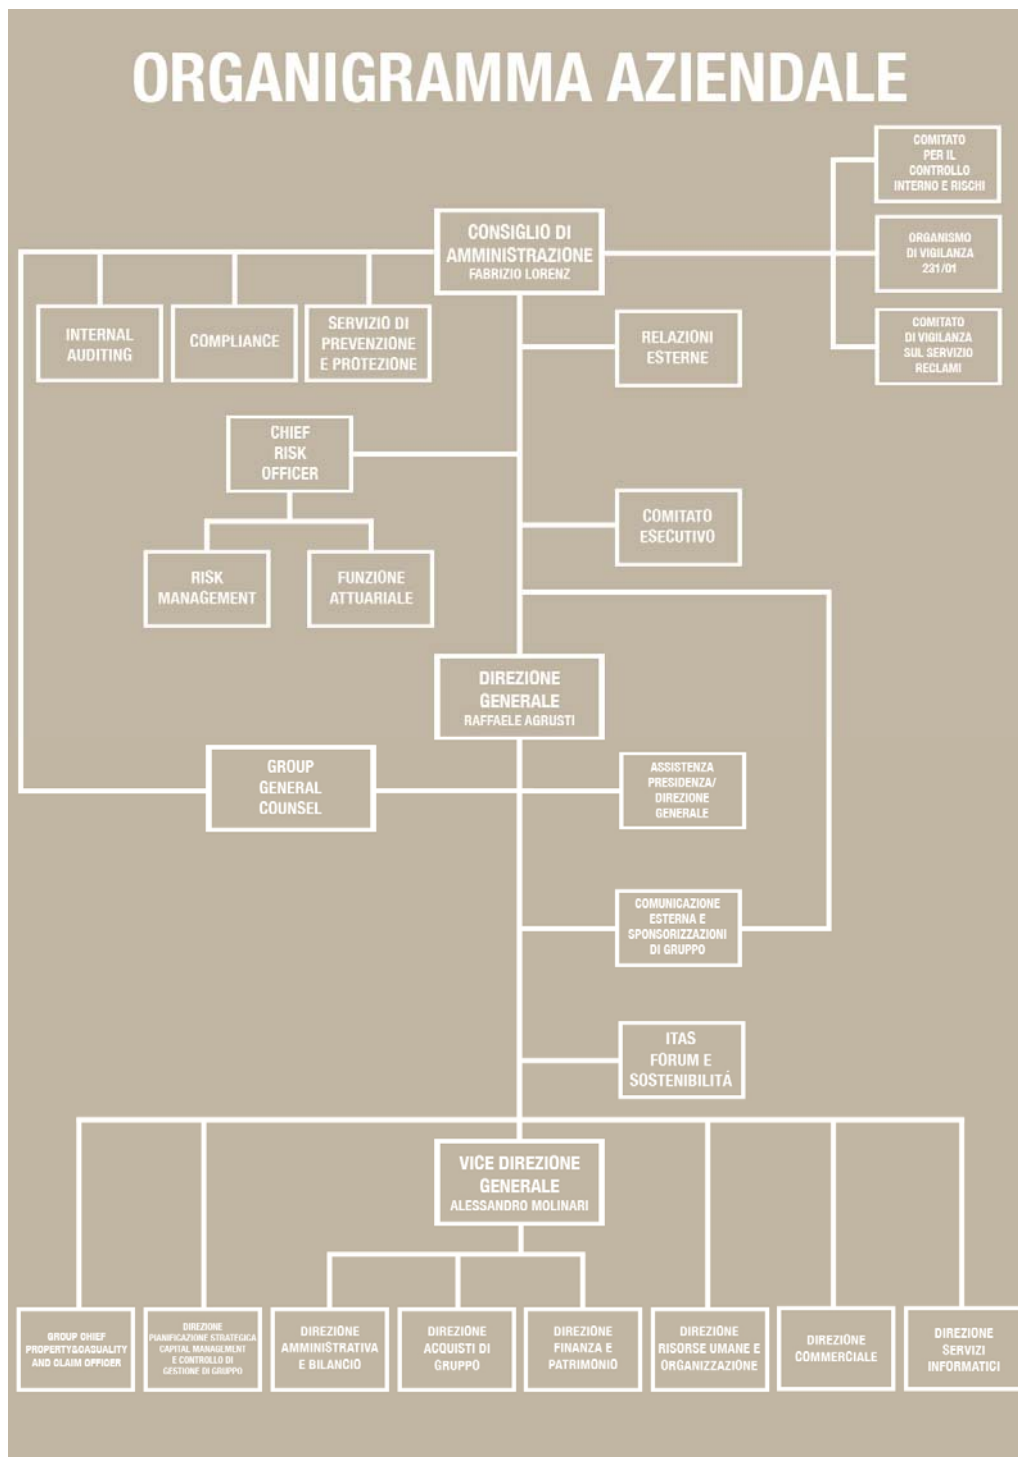 ORGANIGRAMMA AZIENDALE
COMITATO
PER IL
CONTROLLO
INTERNO E RISCHI
CONSIGLIO DI
AMMINISTRAZIONE
FABRIZIO LORENZ
ORGANISMO
DI VIGILANZA
231/01
INTERNAL
AUDITING
COMPLIANCE
SERVIZIO DI
PREVENZIONE
E PROTEZIONE
RELAZIONI
ESTERNE
COMITATO
DI VIGILANZA
SUL SERVIZIO
RECLAMI
CHIEF
RISK
OFFICER
COMITATO
ESECUTIVO
RISK
MANAGEMENT
FUNZIONE
ATTUARIALE
DIREZIONE
GENERALE
RAFFAELE AGRUSTI
GROUP
GENERAL
COUNSEL
ASSISTENZA
PRESIDENZA/
DIREZIONE
GENERALE
COMUNICAZIONE
ESTERNA E
SPONSORIZZAZIONI
DI GRUPPO
ITAS
FORUM E
SOSTENIBILITÁ
VICE DIREZIONE
GENERALE
ALESSANDRO MOLINARI
GROUP CHIEF
PROPERTY&CASUALITY
AND CLAIM OFFICER
DIREZIONE
PIANIFICAZIONE STRATEGICA
CAPITAL MANAGEMENT
E CONTROLLO DI
GESTIONE DI GRUPPO
DIREZIONE
AMMINISTRATIVA
E BILANCIO
DIREZIONE
ACQUISTI DI
GRUPPO
DIREZIONE
FINANZA E
PATRIMONIO
DIREZIONE
RISORSE UMANE E
ORGANIZZAZIONE
DIREZIONE
COMMERCIALE
DIREZIONE
SERVIZI
INFORMATICI